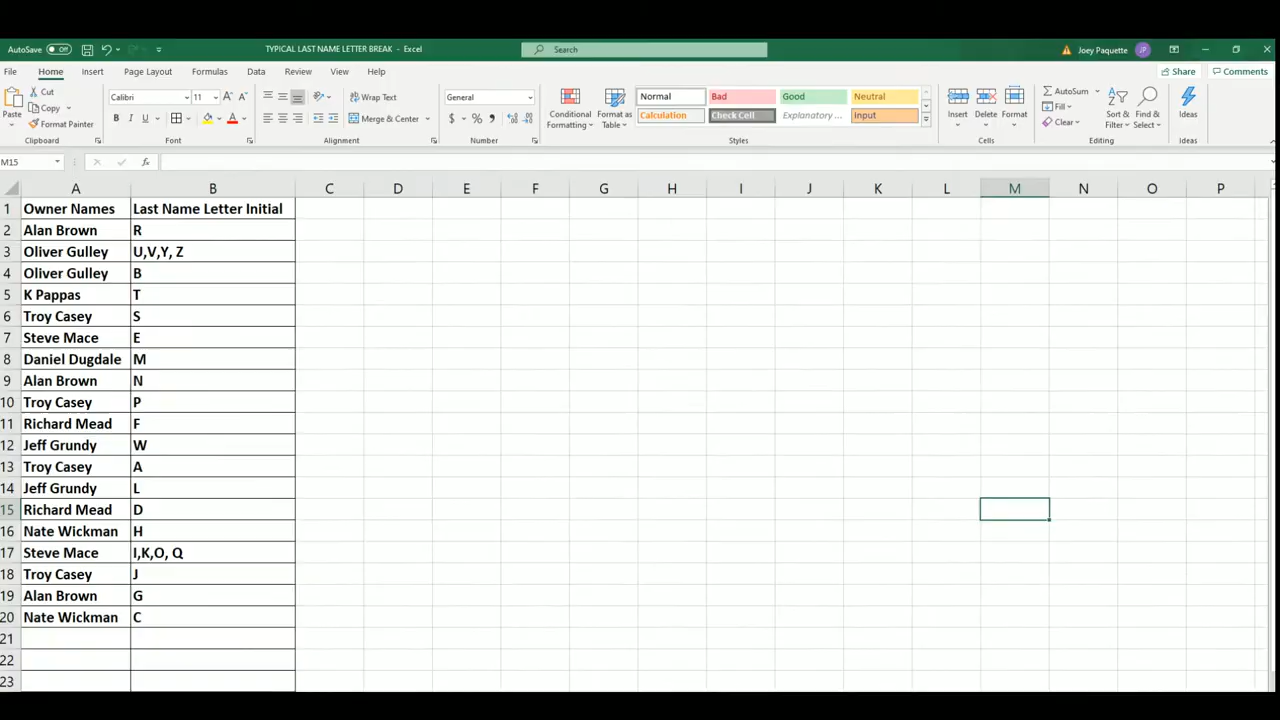 AutoSave Off TYPICAL LAST NAME LETTER BREAK - Excel Search Joey Paquette JP
File Home Insert Page Layout Formulas Data Review View Help Share Comments
Cut Calibri 11 A A Wrap Text General Normal Bad Good Neutral AutoSum
Paste Copy Format Painter B I U A Merge & Center $ % , Conditional Formatting Format as Table Calculation Check Cell Explanatory ... Input Insert Delete Format Fill Clear Sort & Filter Find & Select Ideas
Clipboard Font Alignment Number Styles Cells Editing Ideas
M15 fx
A B C D E F G H I J K L M N O P
1 Owner Names Last Name Letter Initial
2 Alan Brown R
3 Oliver Gulley U,V,Y, Z
4 Oliver Gulley B
5 K Pappas T
6 Troy Casey S
7 Steve Mace E
8 Daniel Dugdale M
9 Alan Brown N
10 Troy Casey P
11 Richard Mead F
12 Jeff Grundy W
13 Troy Casey A
14 Jeff Grundy L
15 Richard Mead D
16 Nate Wickman H
17 Steve Mace I,K,O, Q
18 Troy Casey J
19 Alan Brown G
20 Nate Wickman C
21
22
23